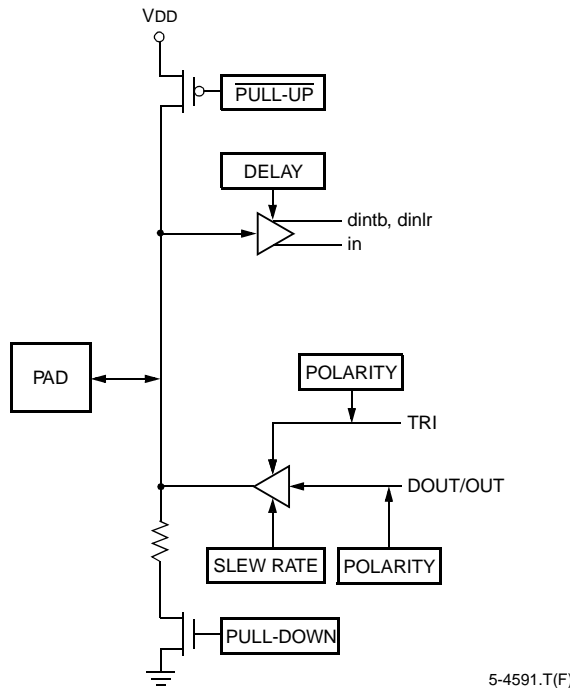 VDD
PULL-UP
DELAY
dintb, dinlr
in
PAD
POLARITY
TRI
DOUT/OUT
SLEW RATE
POLARITY
PULL-DOWN
5-4591.T(F)